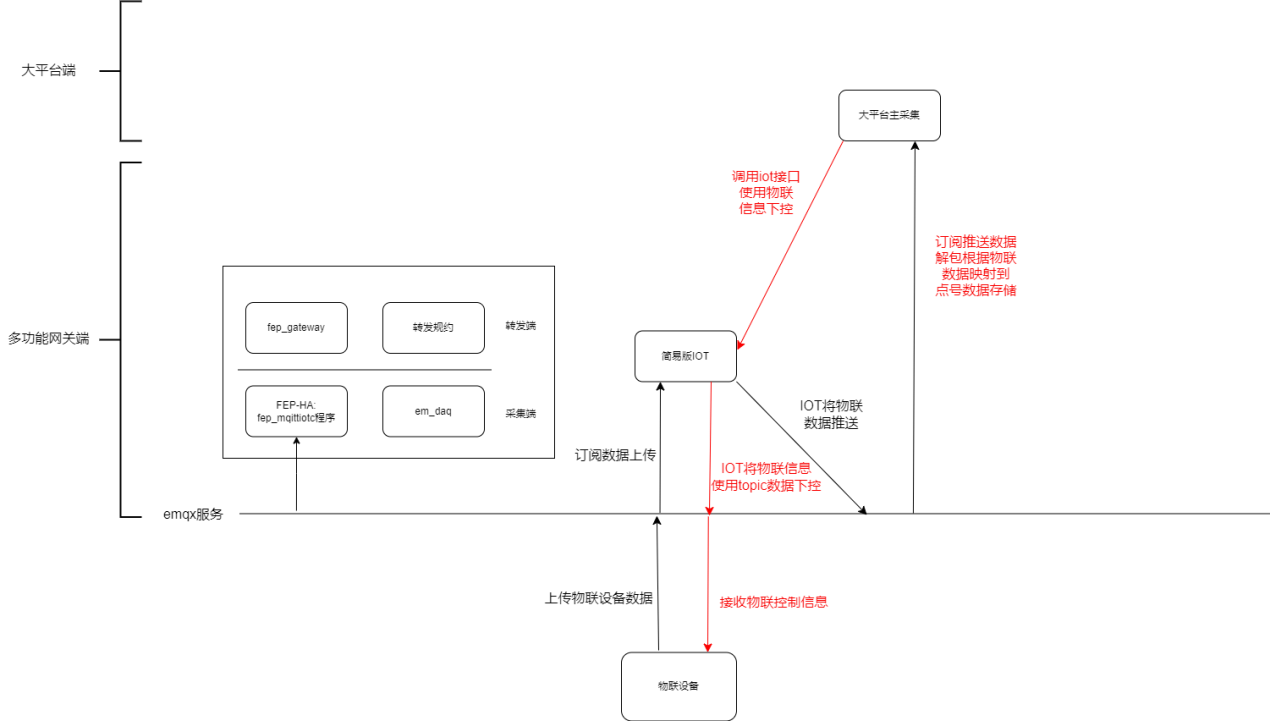 大平台端
大平台主采集
调用iot接口
使用物联
信息下控
订阅推送数据
解包根据物联
数据映射到
点号数据存储
多功能网关端
fep_gateway
转发规约
转发端
FEP-HA:
fep_mqittiotc程序
em_daq
采集端
简易版IOT
IOT将物联
数据推送
订阅数据上传
IOT将物联信息
使用topic数据下控
emqx服务
上传物联设备数据
接收物联控制信息
物联设备